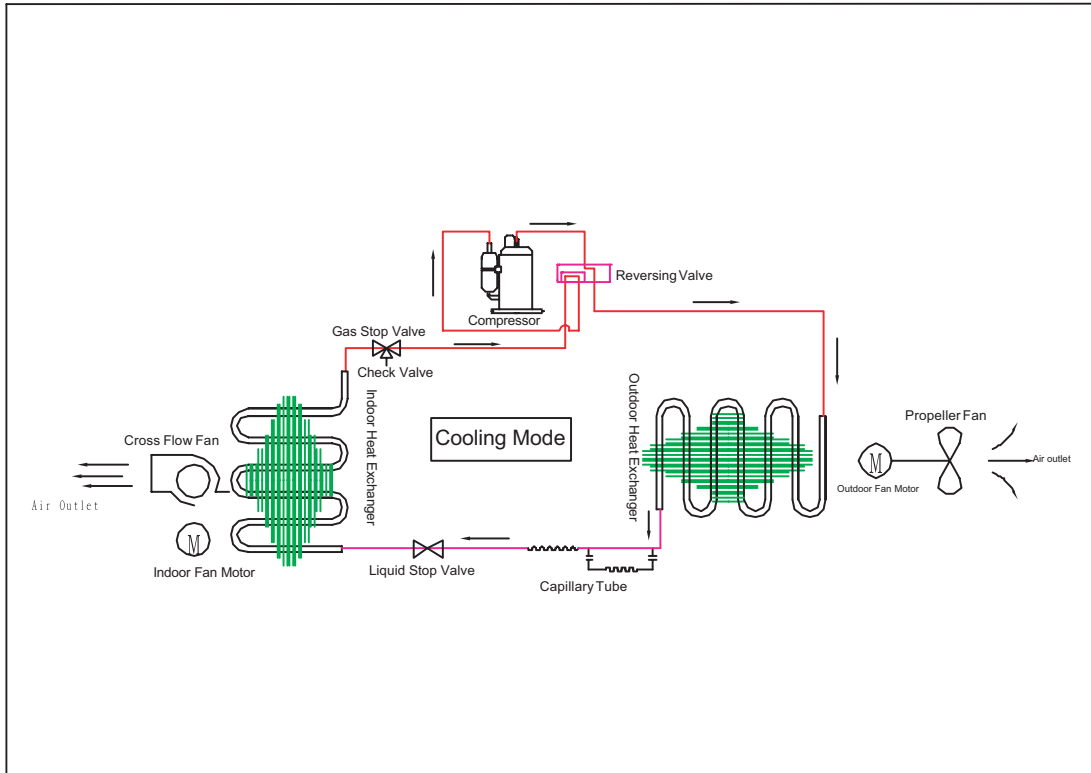 Reversing Valve
Compressor
Gas Stop Valve
Check Valve
Indoor Heat Exchanger
Outdoor Heat Exchanger
Cooling Mode
Propeller Fan
Cross Flow Fan
M
Air outlet
Outdoor Fan Motor
Air Outlet
M
Indoor Fan Motor
Liquid Stop Valve
Capillary Tube